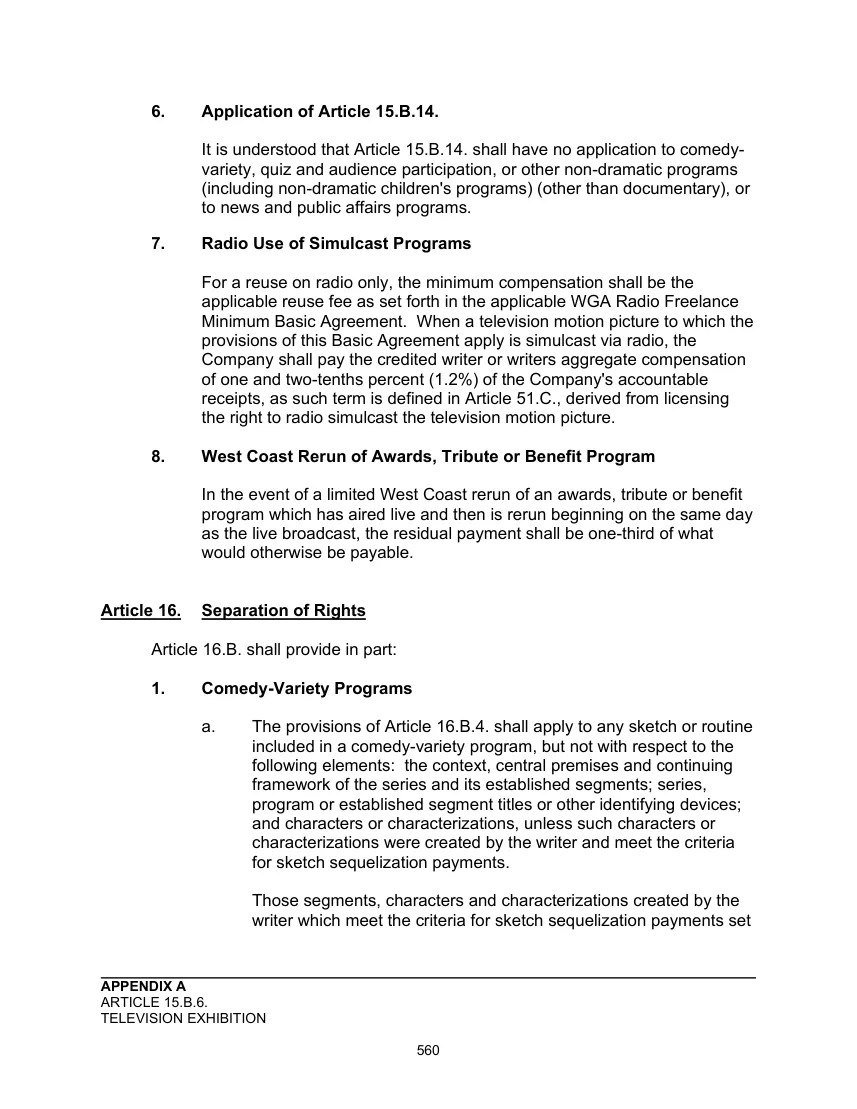 6. Application of Article 15.B.14.
It is understood that Article 15.B.14. shall have no application to comedy-
variety, quiz and audience participation, or other non-dramatic programs
(including non-dramatic children's programs) (other than documentary), or
to news and public affairs programs.
7. Radio Use of Simulcast Programs
For a reuse on radio only, the minimum compensation shall be the
applicable reuse fee as set forth in the applicable WGA Radio Freelance
Minimum Basic Agreement.  When a television motion picture to which the
provisions of this Basic Agreement apply is simulcast via radio, the
Company shall pay the credited writer or writers aggregate compensation
of one and two-tenths percent (1.2%) of the Company's accountable
receipts, as such term is defined in Article 51.C., derived from licensing
the right to radio simulcast the television motion picture.
8. West Coast Rerun of Awards, Tribute or Benefit Program
In the event of a limited West Coast rerun of an awards, tribute or benefit
program which has aired live and then is rerun beginning on the same day
as the live broadcast, the residual payment shall be one-third of what
would otherwise be payable.
Article 16. Separation of Rights
Article 16.B. shall provide in part:
1. Comedy-Variety Programs
a. The provisions of Article 16.B.4. shall apply to any sketch or routine
included in a comedy-variety program, but not with respect to the
following elements:  the context, central premises and continuing
framework of the series and its established segments; series,
program or established segment titles or other identifying devices;
and characters or characterizations, unless such characters or
characterizations were created by the writer and meet the criteria
for sketch sequelization payments.
Those segments, characters and characterizations created by the
writer which meet the criteria for sketch sequelization payments set
APPENDIX A
ARTICLE 15.B.6.
TELEVISION EXHIBITION
560